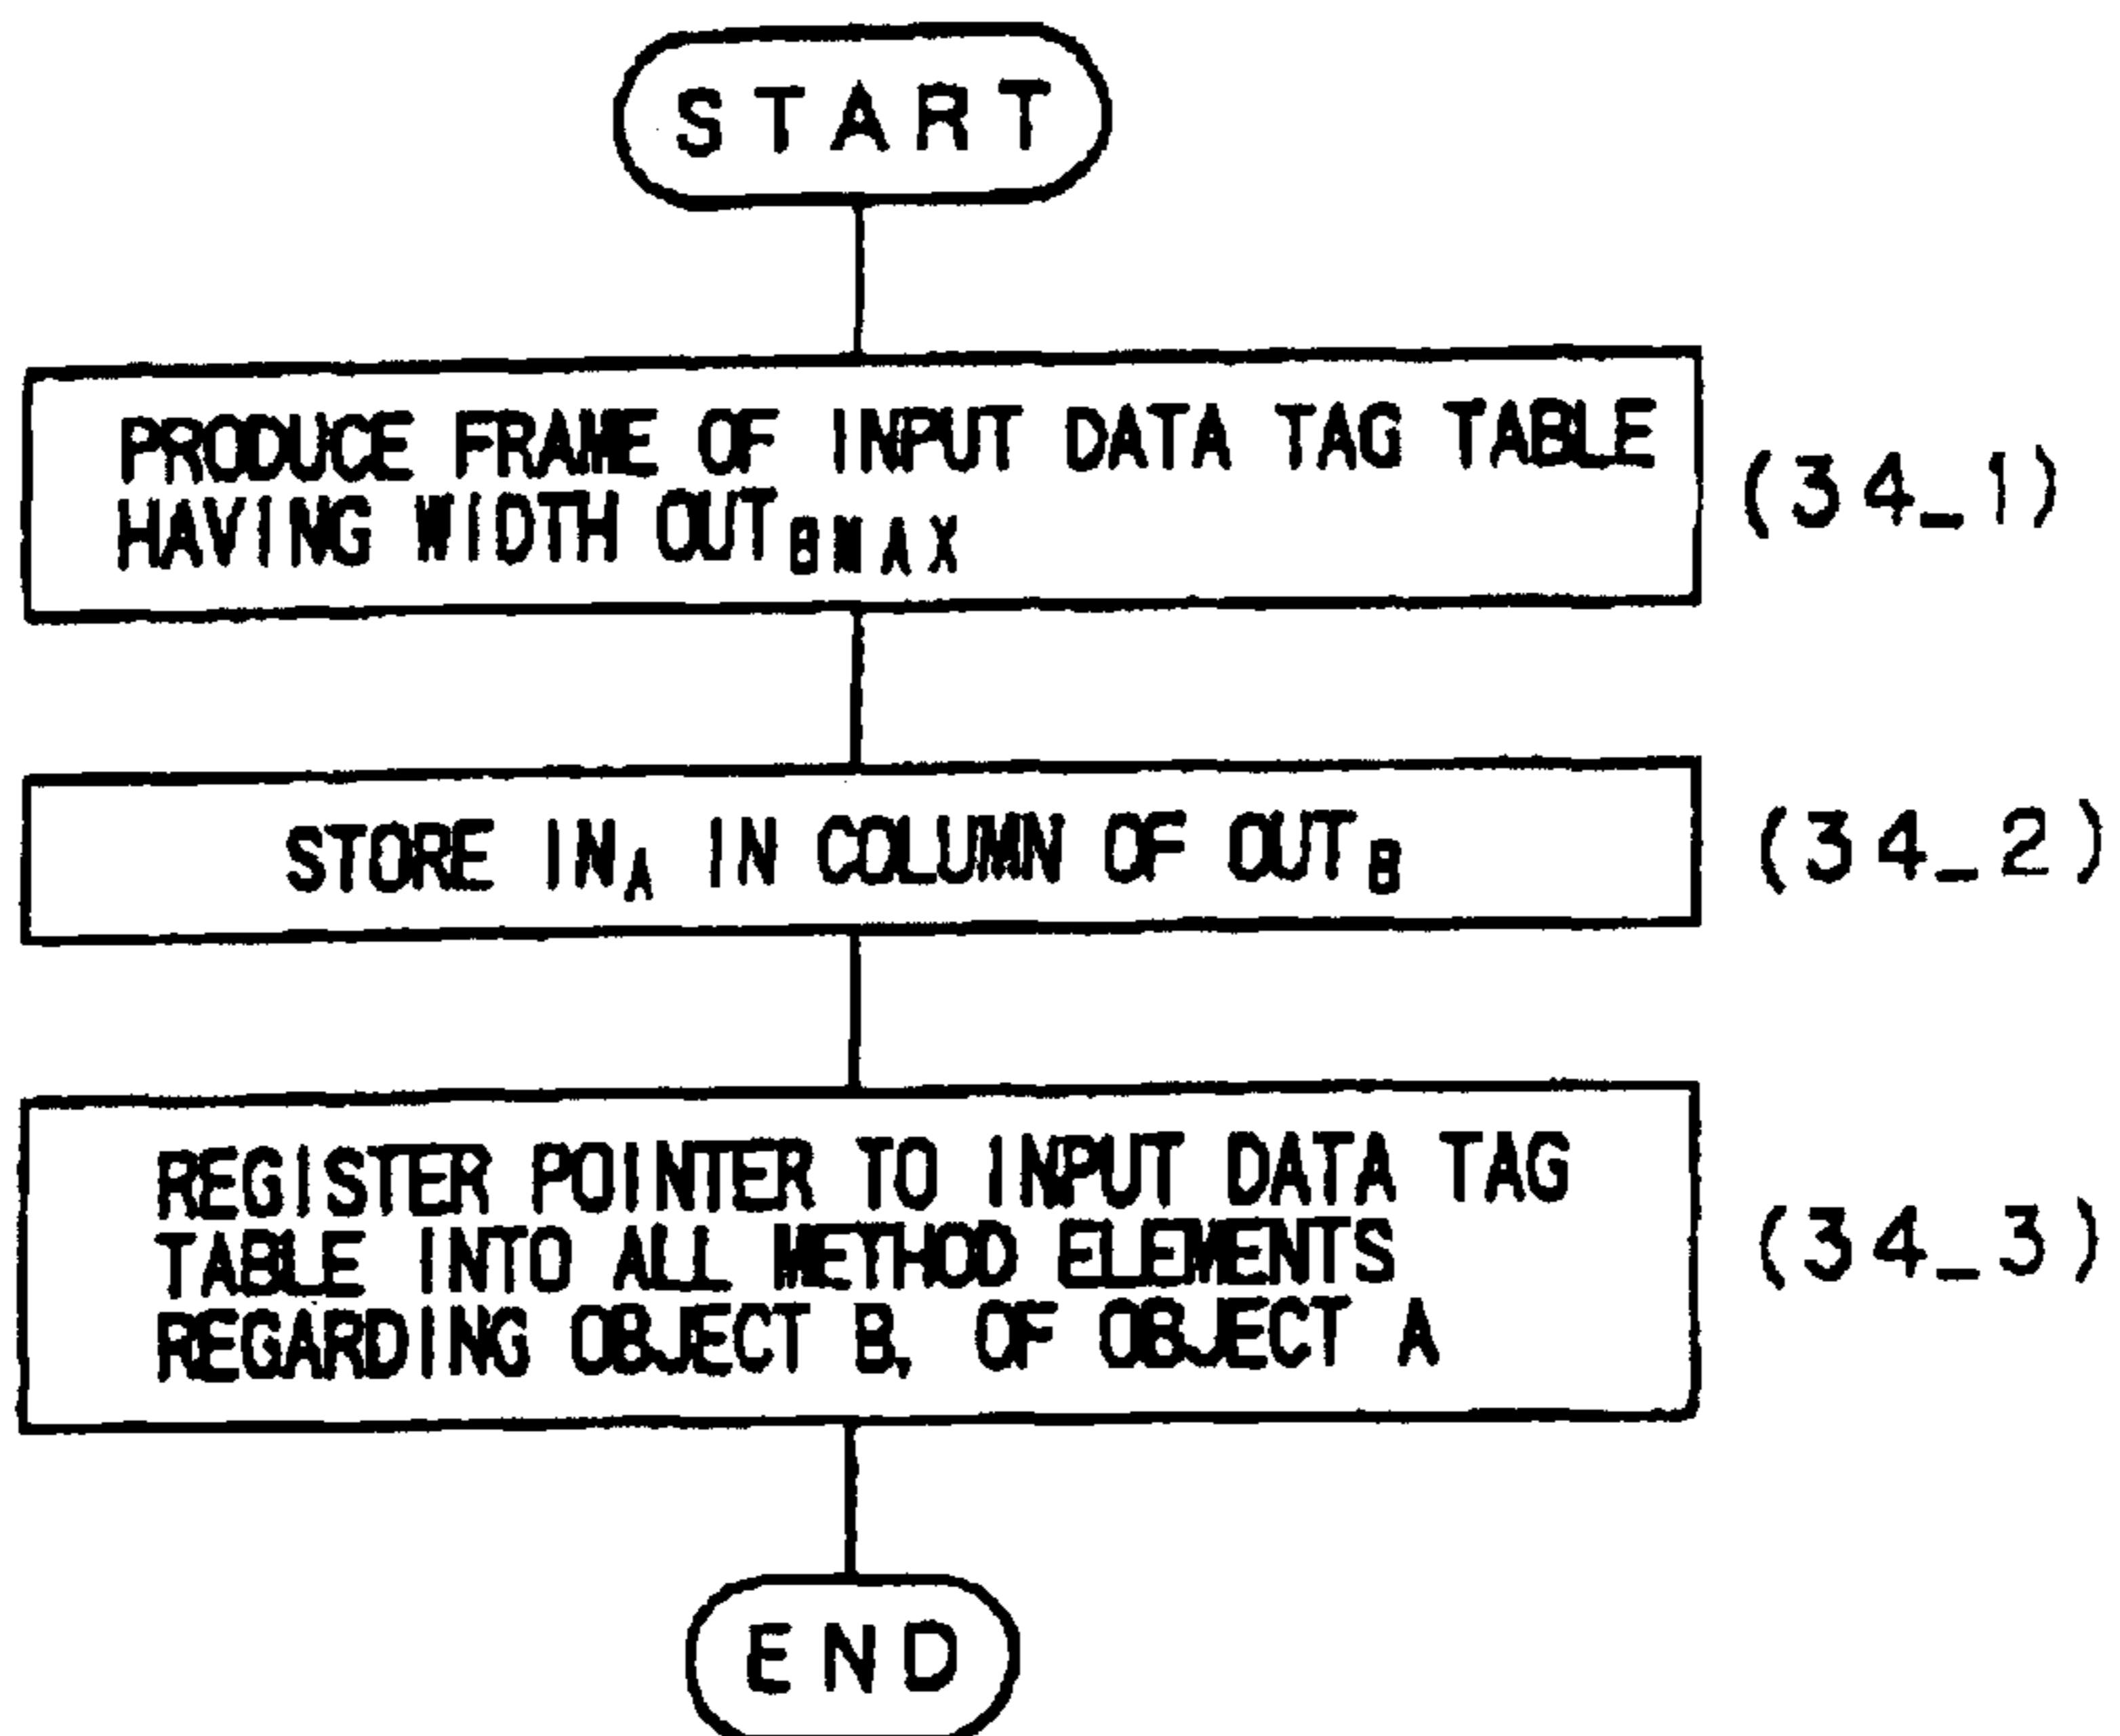 START
PRODUCE FRAME OF INPUT DATA TAG TABLE
(34_1)
HAVING WIDTH OUTBMAX
STORE INA IN COLUMN OF OUTB
(34_2)
REGISTER POINTER TO INPUT DATA TAG
TABLE INTO ALL METHOD ELEMENTS
(34_3)
REGARDING OBJECT B, OF OBJECT A
END